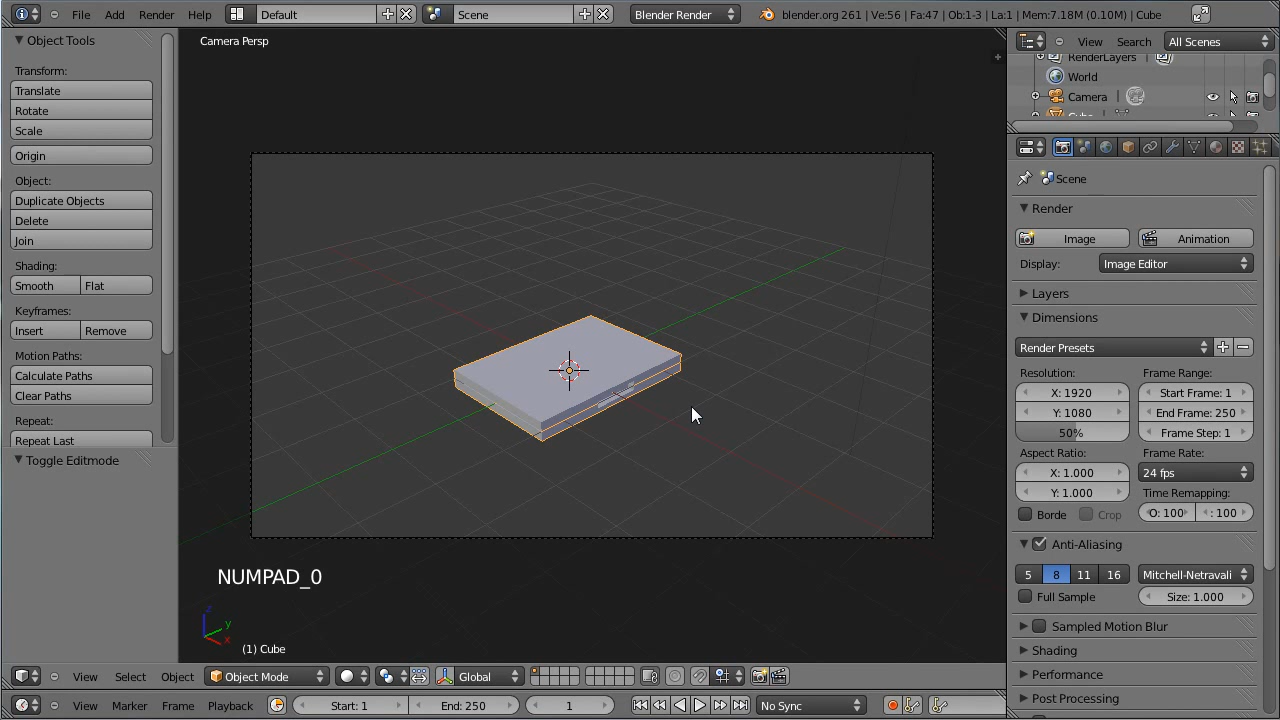 File Add Render Help Default Scene Blender Render blender.org 261 | Ve:56 | Fa:47 | Ob:1-3 | La:1 | Mem:7.18M (0.10M) | Cube
Object Tools
Transform:
Translate
Rotate
Scale
Origin
Object:
Duplicate Objects
Delete
Join
Shading:
Smooth Flat
Keyframes:
Insert Remove
Motion Paths:
Calculate Paths
Clear Paths
Repeat:
Repeat Last
Toggle Editmode
Camera Persp
NUMPAD_0
z
y
x
(1) Cube
View Select Object Object Mode Global
View Marker Frame Playback Start: 1 End: 250 1 No Sync
View Search All Scenes
RenderLayers |
World
Camera |
Scene
Render
Image Animation
Display: Image Editor
Layers
Dimensions
Render Presets
Resolution: Frame Range:
X: 1920 Start Frame: 1
Y: 1080 End Frame: 250
50% Frame Step: 1
Aspect Ratio: Frame Rate:
X: 1.000 24 fps
Y: 1.000 Time Remapping:
Borde Crop O: 100 : 100
Anti-Aliasing
5 8 11 16 Mitchell-Netravali
Full Sample Size: 1.000
Sampled Motion Blur
Shading
Performance
Post Processing